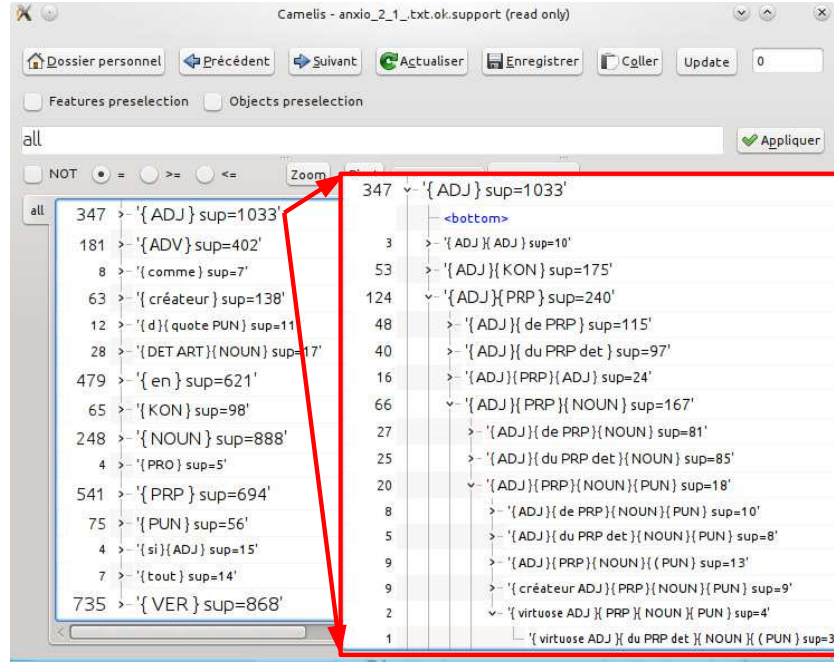 Camelis - anxio_2_1_.txt.ok.support (read only)
Dossier personnel Précédent Suivant Actualiser Enregistrer Coller Update 0
Features preselection Objects preselection
all
Appliquer
NOT = >= <= Zoom
all
347 '{ ADJ } sup=1033'
181 '{ADV } sup=402'
8 '{ comme } sup=7'
63 '{ créateur } sup=138'
12 '{d }{ quote PUN } sup=11
28 '{DET ART }{NOUN } sup=17'
479 '{ en } sup=621'
65 '{ KON } sup=98'
248 '{ NOUN } sup=888'
4 '{PRO } sup=5'
541 '{ PRP } sup=694'
75 '{ PUN } sup=56'
4 '{si }{ ADJ } sup=15'
7 '{tout } sup=14'
735 '{ VER } sup=868'
347 '{ ADJ } sup=1033'
<bottom>
3 '{ ADJ }{ ADJ } sup=10'
53 '{ ADJ }{ KON } sup=175'
124 '{ADJ }{ PRP } sup=240'
48 '{ ADJ }{ de PRP } sup=115'
40 '{ ADJ }{ du PRP det } sup=97'
16 '{ADJ }{ PRP }{ ADJ } sup=24'
66 '{ ADJ }{ PRP }{ NOUN } sup=167'
27 '{ADJ }{ de PRP }{ NOUN } sup=81'
25 '{ADJ }{ du PRP det }{ NOUN } sup=85'
20 '{ADJ }{ PRP }{ NOUN }{ PUN } sup=18'
8 '{ADJ }{ de PRP }{ NOUN }{ PUN } sup=10'
5 '{ADJ }{ du PRP det }{ NOUN }{ PUN } sup=8'
9 '{ADJ }{ PRP }{ NOUN }{ ( PUN } sup=13'
9 '{ créateur ADJ }{ PRP }{ NOUN }{ PUN } sup=9'
2 '{ virtuose ADJ }{ PRP }{ NOUN }{ PUN } sup=4'
1 '{ virtuose ADJ }{ du PRP det }{ NOUN }{ ( PUN } sup=3